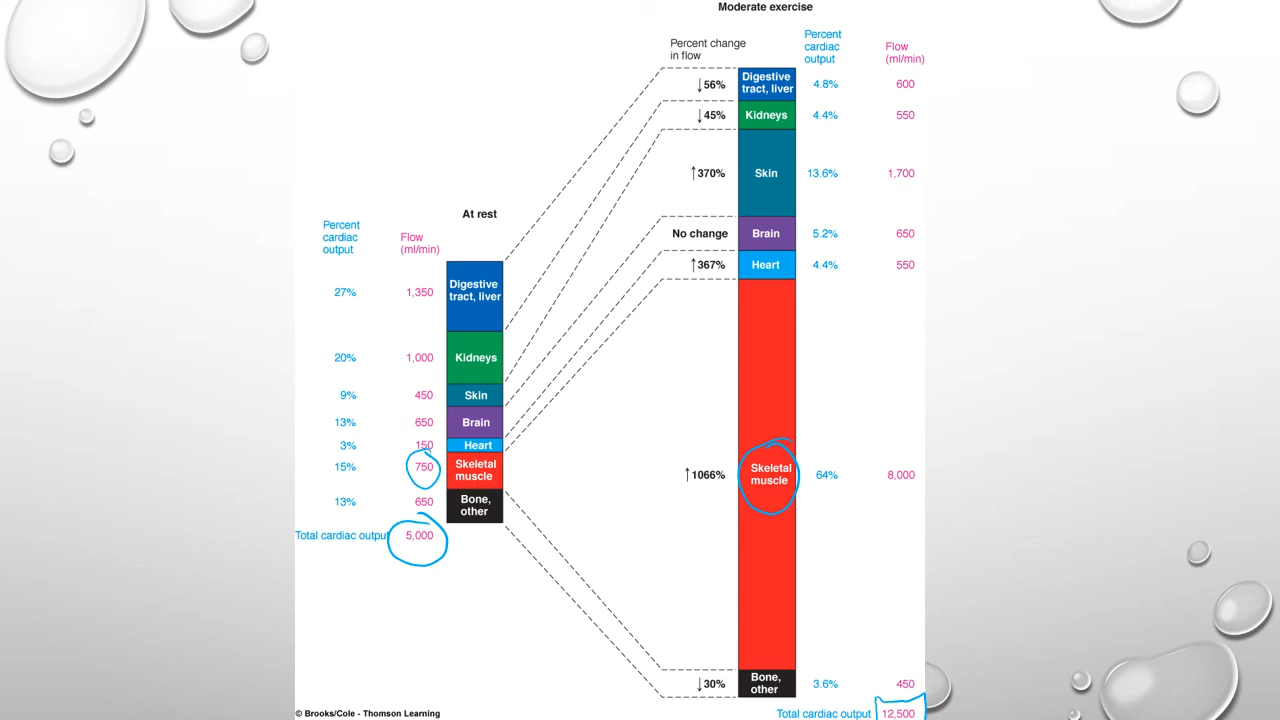 Moderate exercise
Percent change
in flow
Percent
cardiac
output
Flow
(ml/min)
↓56%
Digestive
tract, liver
4.8%
600
↓45%
Kidneys
4.4%
550
↑370%
Skin
13.6%
1,700
No change
Brain
5.2%
650
↑367%
Heart
4.4%
550
↑1066%
Skeletal
muscle
64%
8,000
↓30%
Bone,
other
3.6%
450
Total cardiac output 12,500
At rest
Percent
cardiac
output
Flow
(ml/min)
27%
1,350
Digestive
tract, liver
20%
1,000
Kidneys
9%
450
Skin
13%
650
Brain
3%
150
Heart
15%
750
Skeletal
muscle
13%
650
Bone,
other
Total cardiac output 5,000
© Brooks/Cole - Thomson Learning